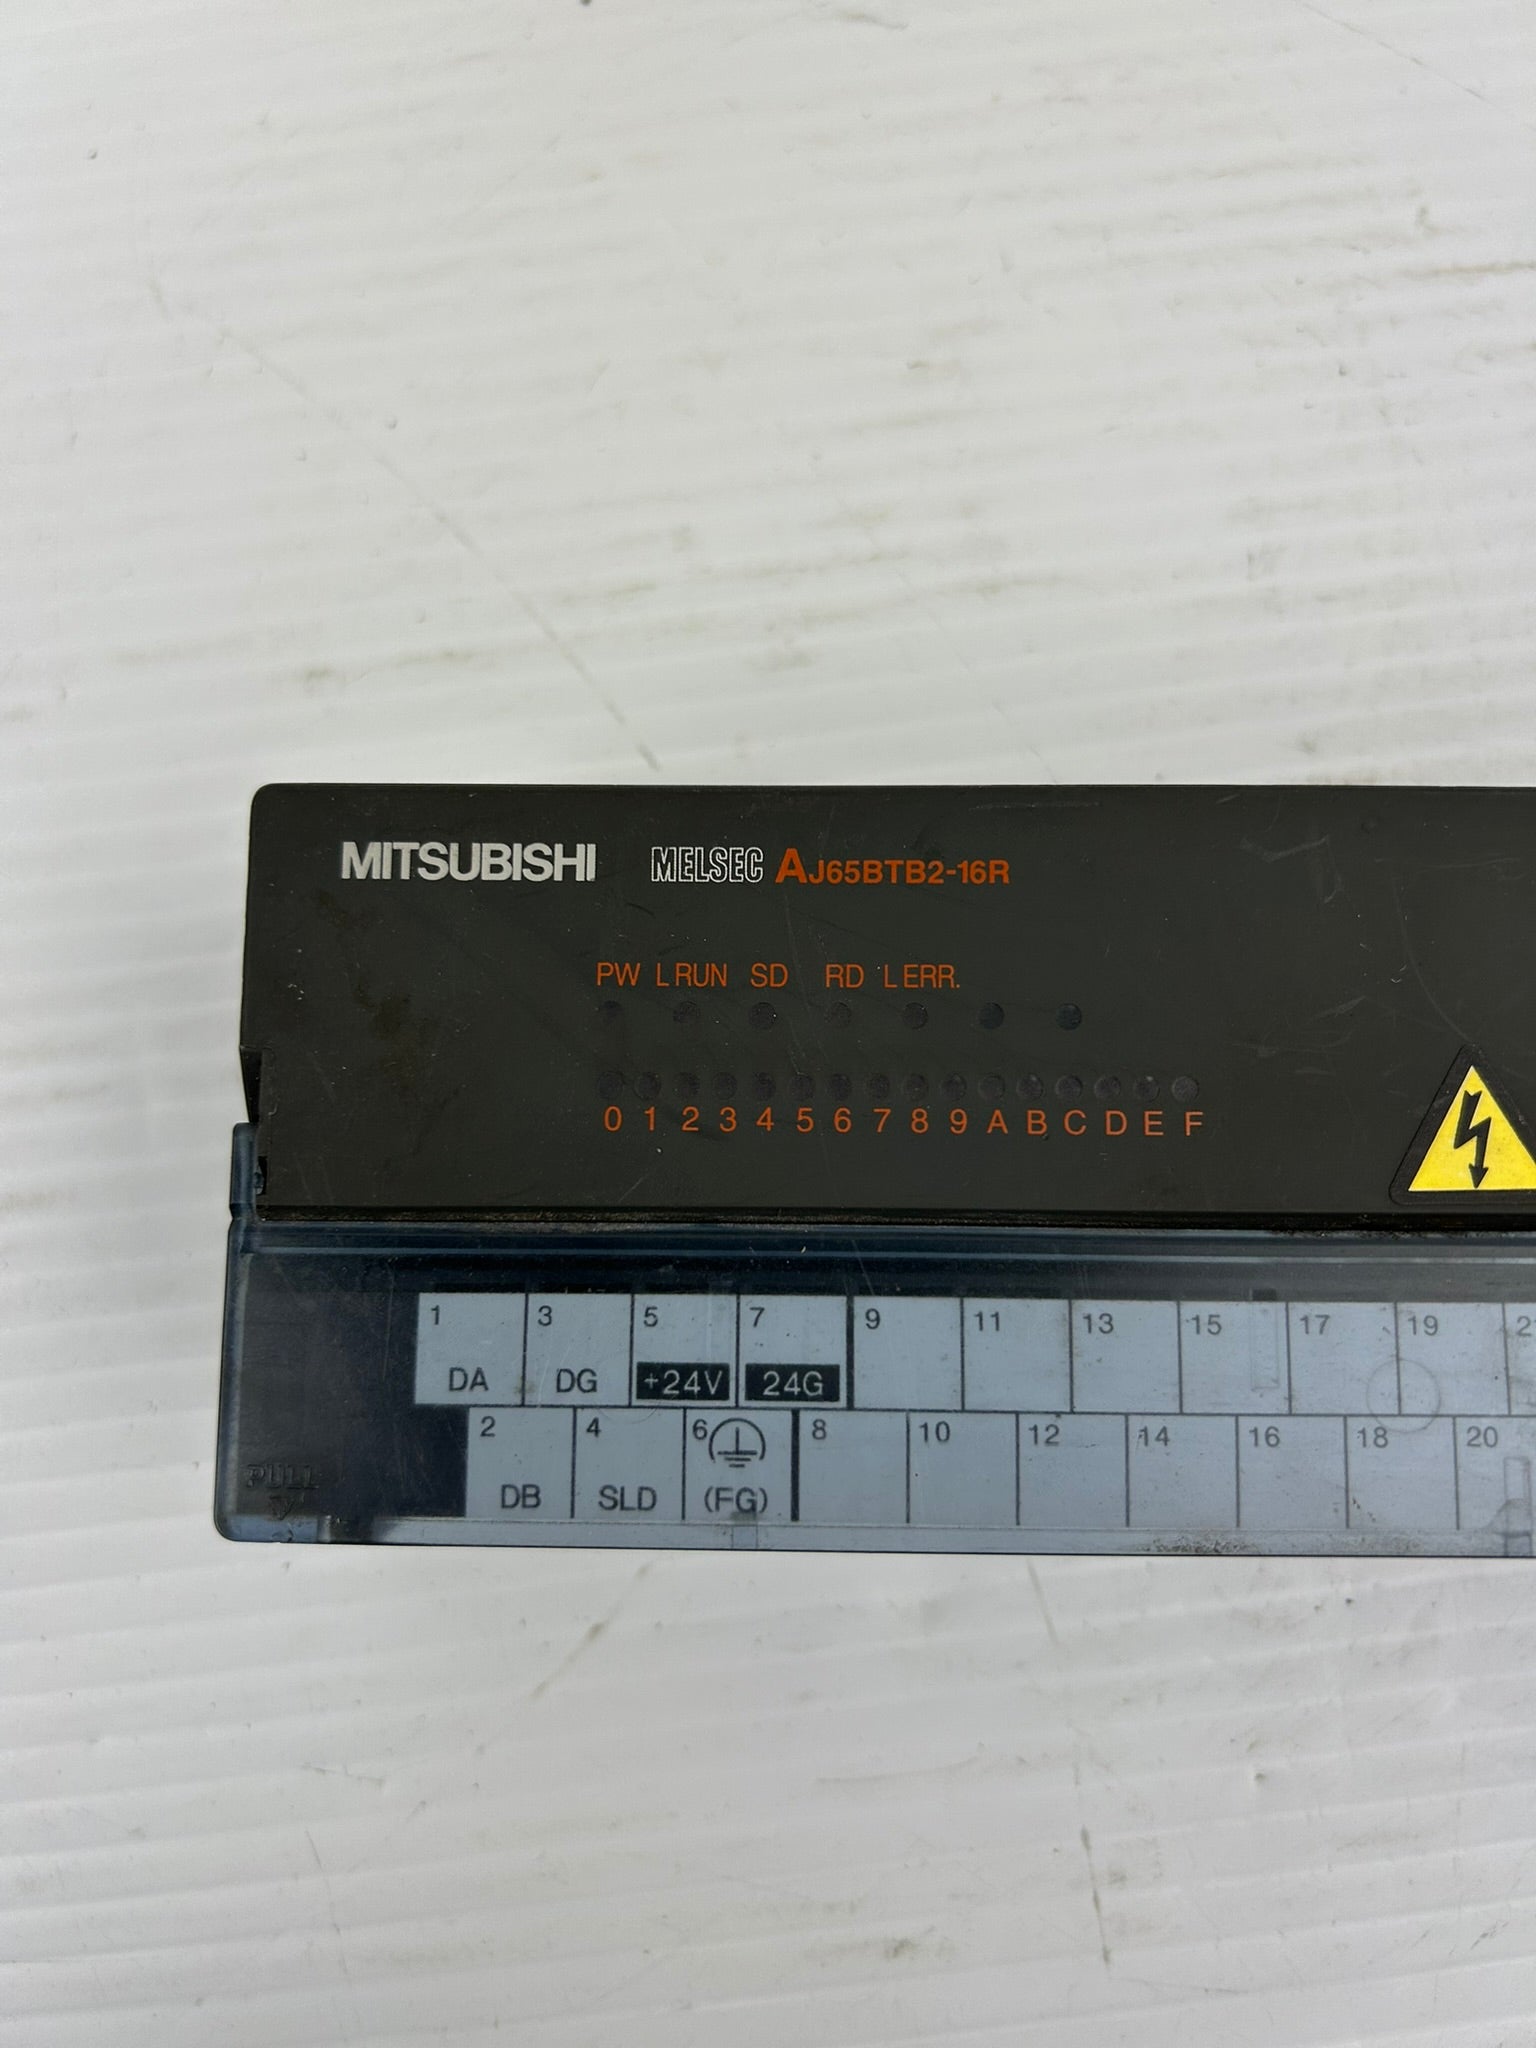 MITSUBISHI MELSEC AJ65BTB2-16R
PW L RUN SD RD L ERR.
0 1 2 3 4 5 6 7 8 9 A B C D E F
1 3 5 7 9 11 13 15 17 19
DA DG +24V 24G
2 4 6 8 10 12 14 16 18 20
DB SLD (FG)
PULL